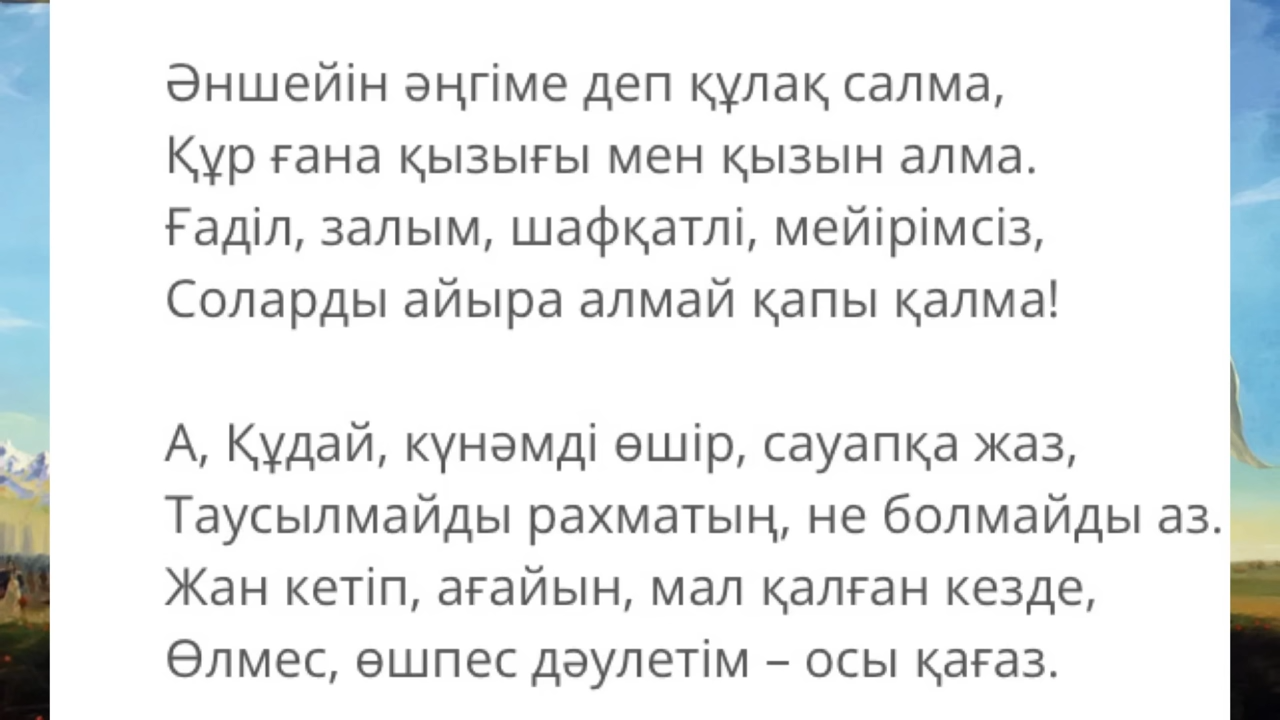 Әншейін әңгіме деп құлақ салма,
Құр ғана қызығы мен қызын алма.
Ғаділ, залым, шафқатлі, мейірімсіз,
Соларды айыра алмай қапы қалма!
А, Құдай, күнәмді өшір, сауапқа жаз,
Таусылмайды рахматың, не болмайды аз.
Жан кетіп, ағайын, мал қалған кезде,
Өлмес, өшпес дәулетім – осы қағаз.